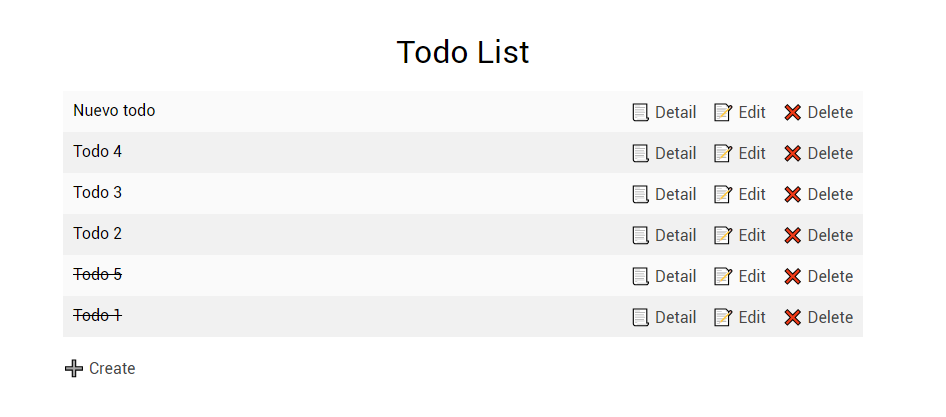 Todo List
Nuevo todo Detail Edit Delete
Todo 4 Detail Edit Delete
Todo 3 Detail Edit Delete
Todo 2 Detail Edit Delete
Todo 5 Detail Edit Delete
Todo 1 Detail Edit Delete
Create